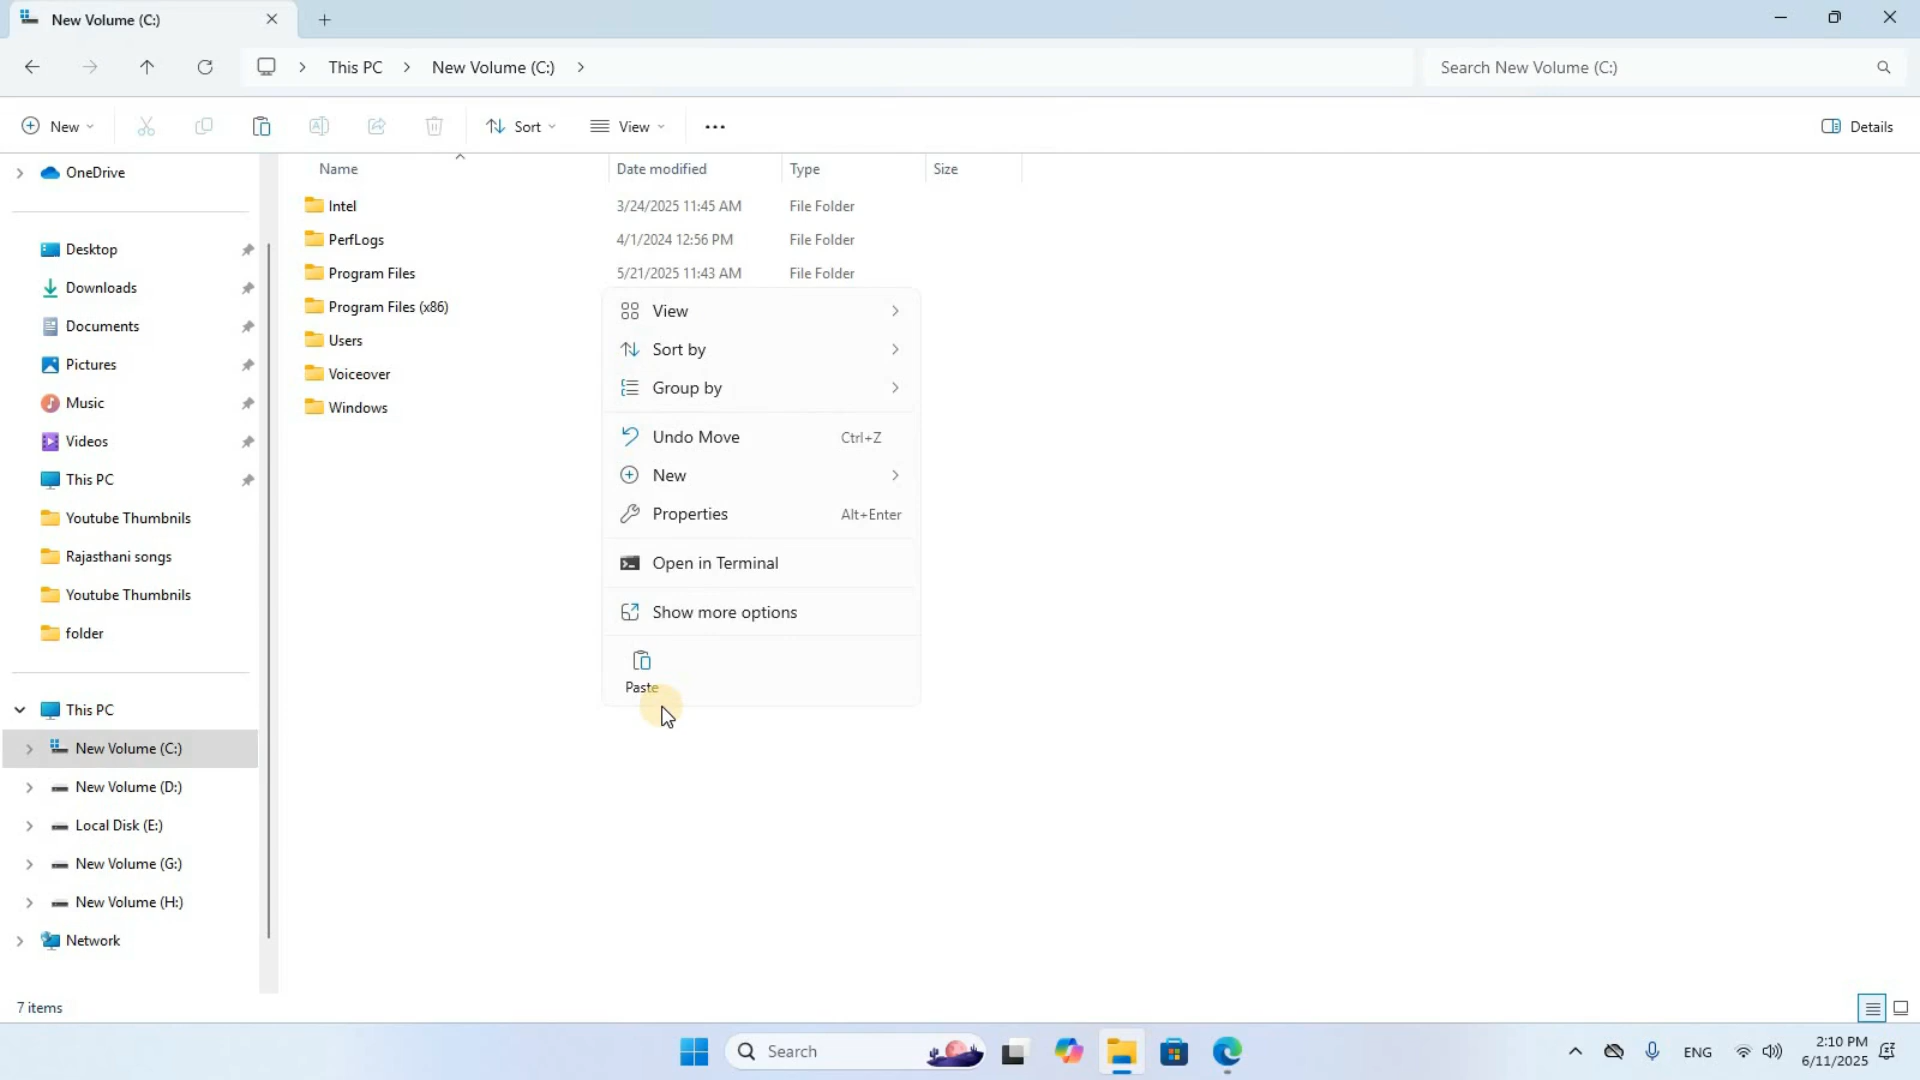 New Volume (C:)
This PC
New Volume (C:)
Search New Volume (C:)
New
Sort
View
Details
OneDrive
Desktop
Downloads
Documents
Pictures
Music
Videos
This PC
Youtube Thumbnils
Rajasthani songs
Youtube Thumbnils
folder
This PC
New Volume (C:)
New Volume (D:)
Local Disk (E:)
New Volume (G:)
New Volume (H:)
Network
Name Date modified Type Size
Intel 3/24/2025 11:45 AM File Folder
PerfLogs 4/1/2024 12:56 PM File Folder
Program Files 5/21/2025 11:43 AM File Folder
Program Files (x86)
Users
Voiceover
Windows
View
Sort by
Group by
Undo Move Ctrl+Z
New
Properties Alt+Enter
Open in Terminal
Show more options
Paste
7 items
Search
ENG
2:10 PM
6/11/2025